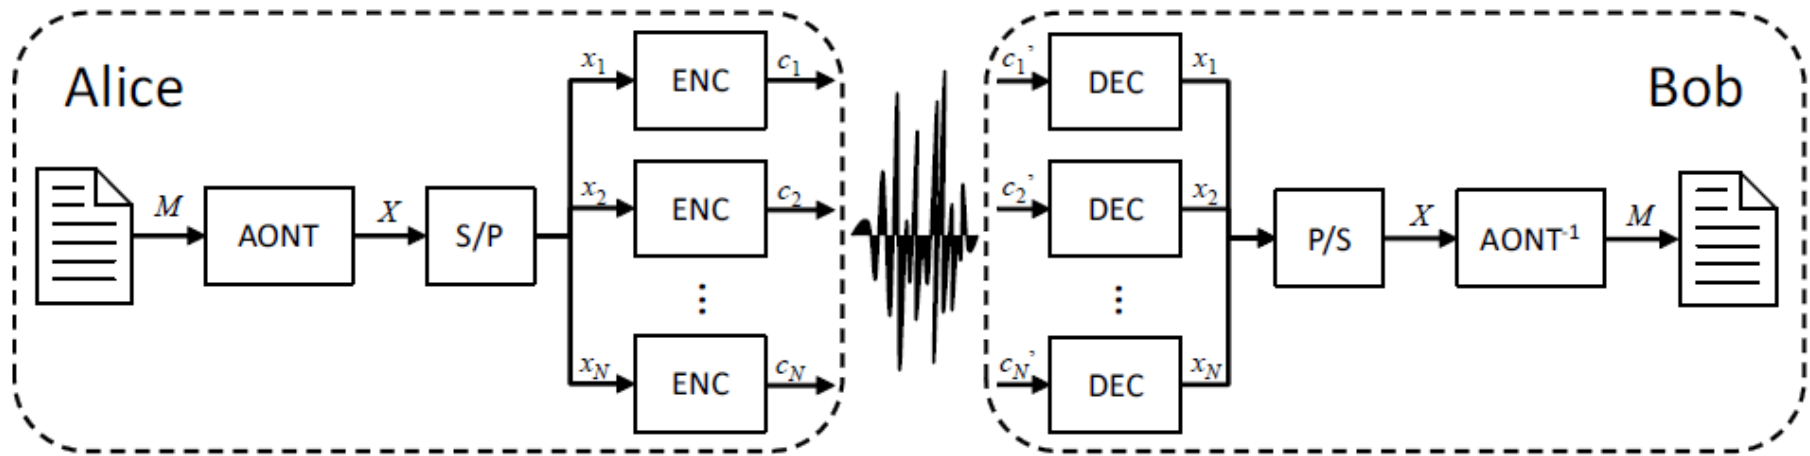 Alice
M
AONT
X
S/P
x1
ENC
c1
x2
ENC
c2
⋮
xN
ENC
cN
Bob
c1'
DEC
x1
c2'
DEC
x2
⋮
cN'
DEC
xN
P/S
X
AONT-1
M